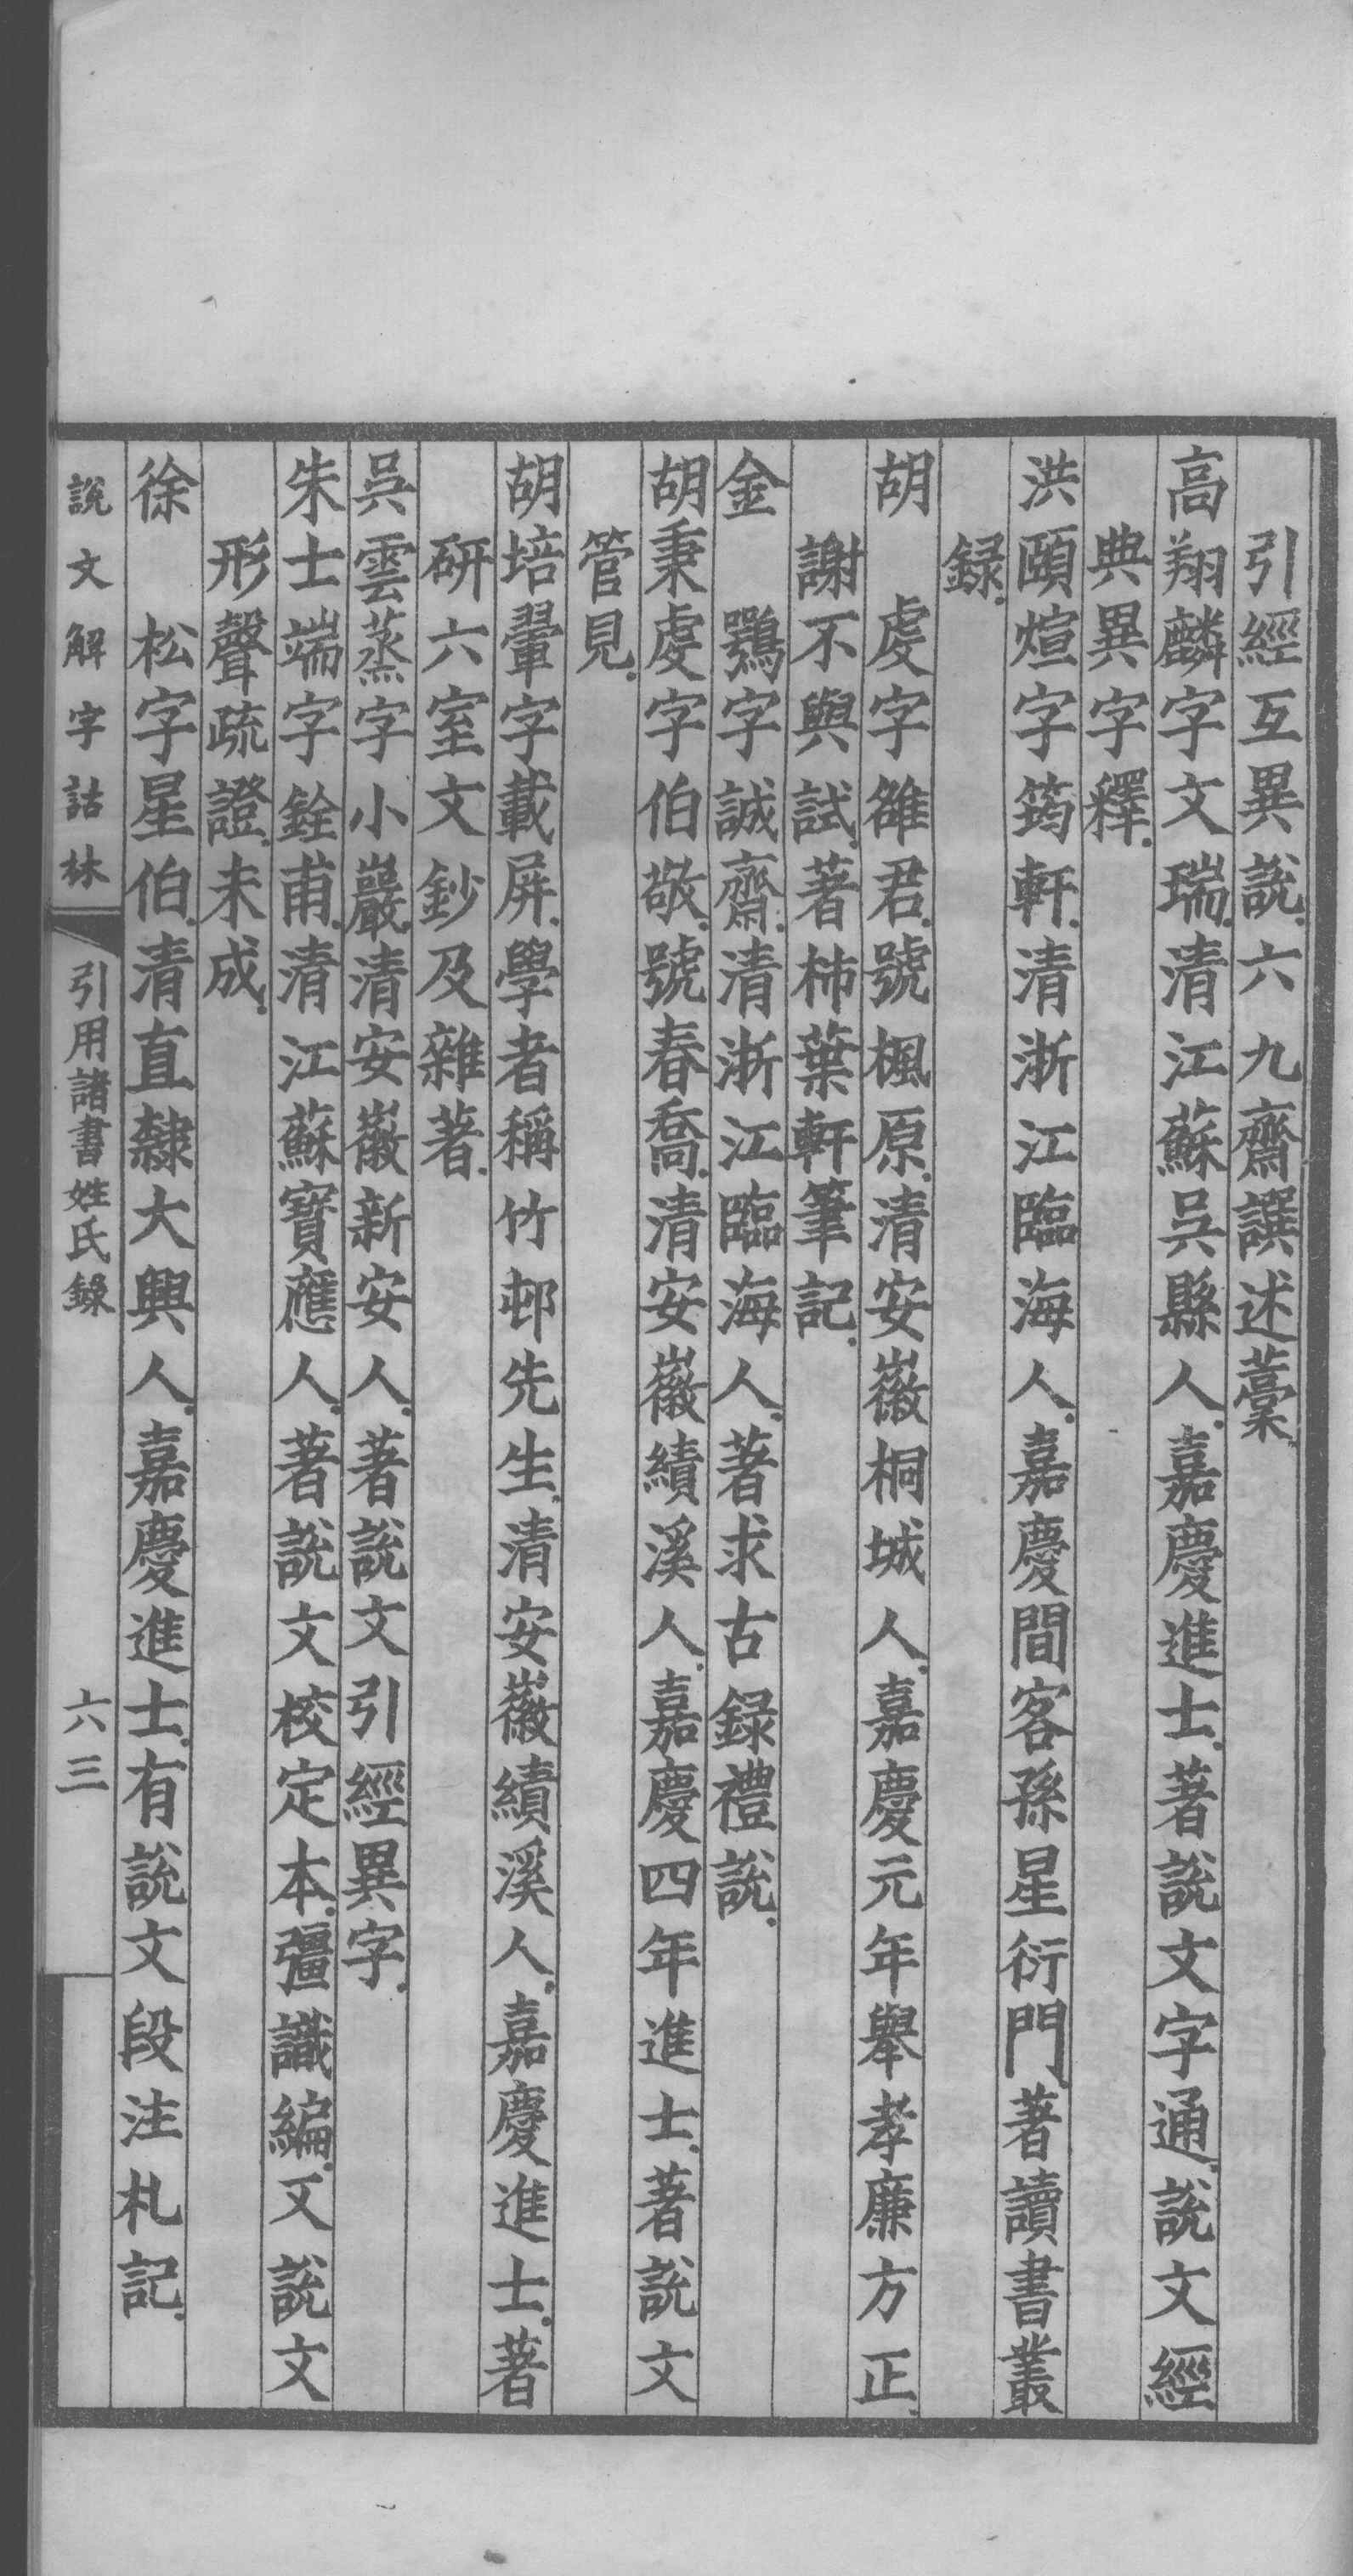 引經互異說.六九齋譔述藳.
高翔麟字文瑞.清江蘇吳縣人.嘉慶進士.著說文字通.說文經
典異字釋.
洪頤煊字筠軒.清浙江臨海人.嘉慶間客孫星衍門.著讀書叢
録.
胡　虔字雒君.號楓原.清安徽桐城人.嘉慶元年舉孝廉方正.
謝不與試.著柿葉軒筆記.
金　鶚字誠齋.清浙江臨海人.著求古録禮說.
胡秉虔字伯敬.號春喬.清安徽績溪人.嘉慶四年進士.著說文
管見.
胡培翬字載屏.學者稱竹邨先生.清安徽績溪人.嘉慶進士.著
研六室文鈔及雜著.
吳雲蒸字小巖.清安徽新安人.著說文引經異字.
朱士端字銓甫.清江蘇寶應人.著說文校定本.彊識編.又說文
形聲疏證.未成.
徐　松字星伯.清直隸大興人.嘉慶進士.有說文段注札記.
說文解字詁林
引用諸書姓氏錄
六三